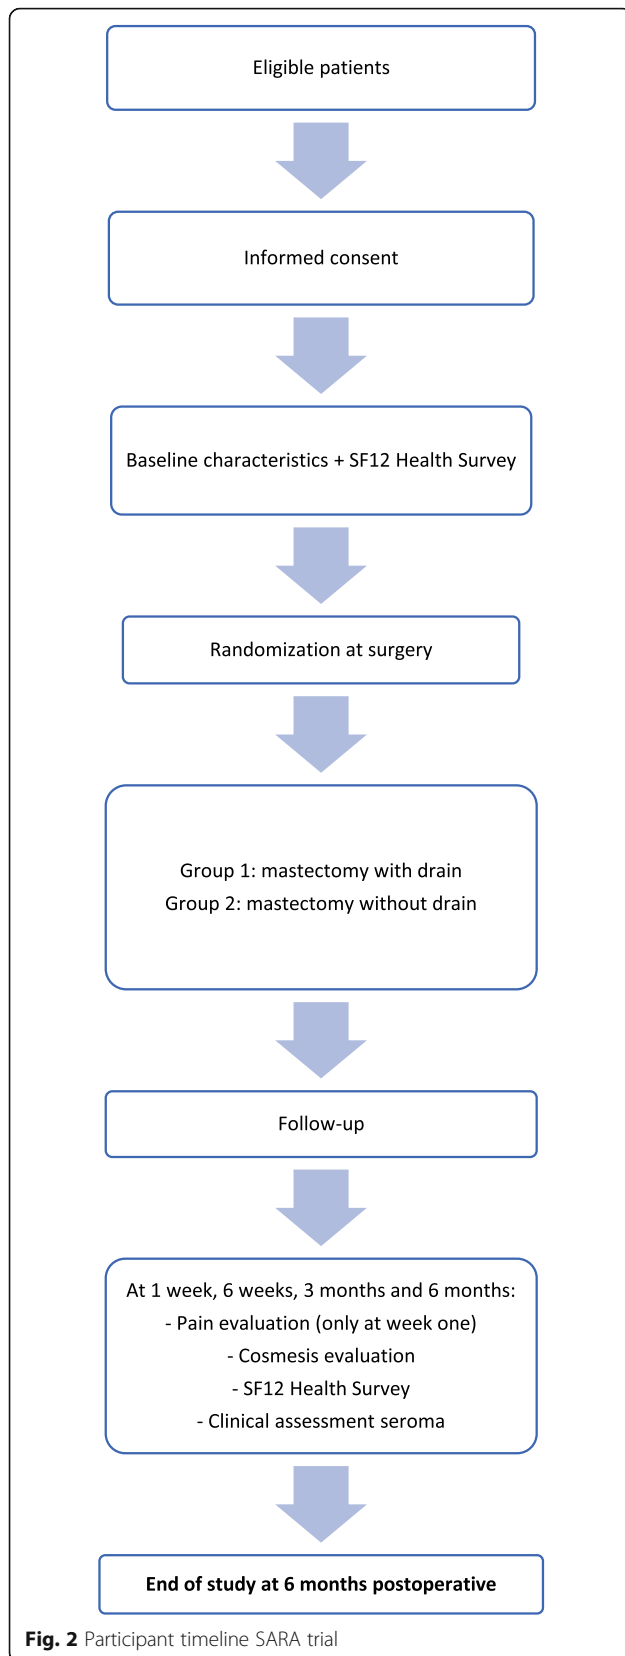 Eligible patients
Informed consent
Baseline characteristics + SF12 Health Survey
Randomization at surgery
Group 1: mastectomy with drain
Group 2: mastectomy without drain
Follow-up
At 1 week, 6 weeks, 3 months and 6 months:
- Pain evaluation (only at week one)
- Cosmesis evaluation
- SF12 Health Survey
- Clinical assessment seroma
End of study at 6 months postoperative
Fig. 2 Participant timeline SARA trial